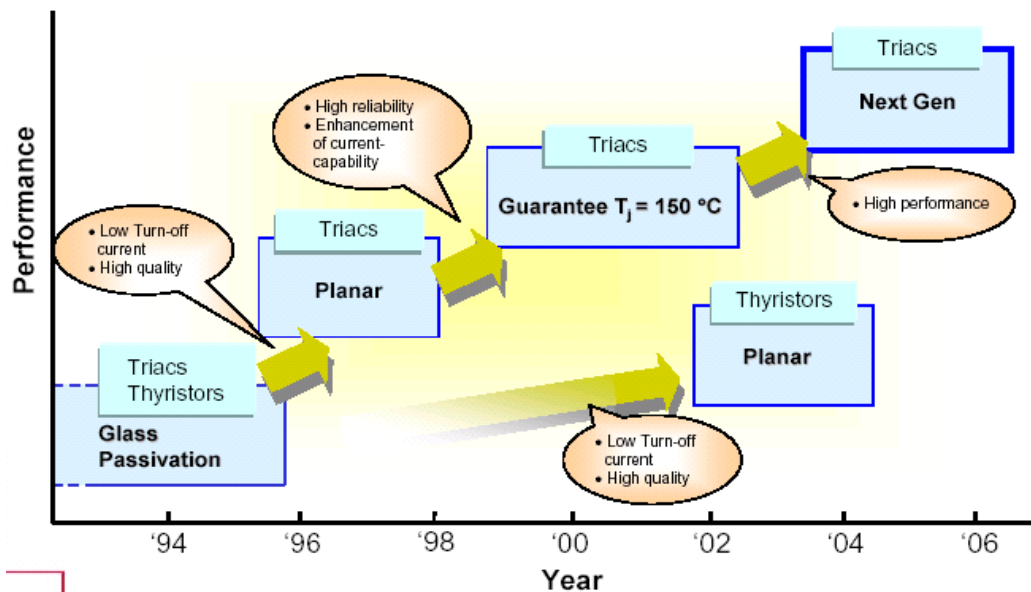 Performance
Triacs
Thyristors
Glass
Passivation
• Low Turn-off
current
• High quality
Triacs
Planar
• High reliability
• Enhancement
of current-
capability
Triacs
Guarantee Tj = 150 °C
Triacs
Next Gen
• High performance
Thyristors
Planar
• Low Turn-off
current
• High quality
‘94 ‘96 ‘98 ‘00 ‘02 ‘04 ‘06
Year